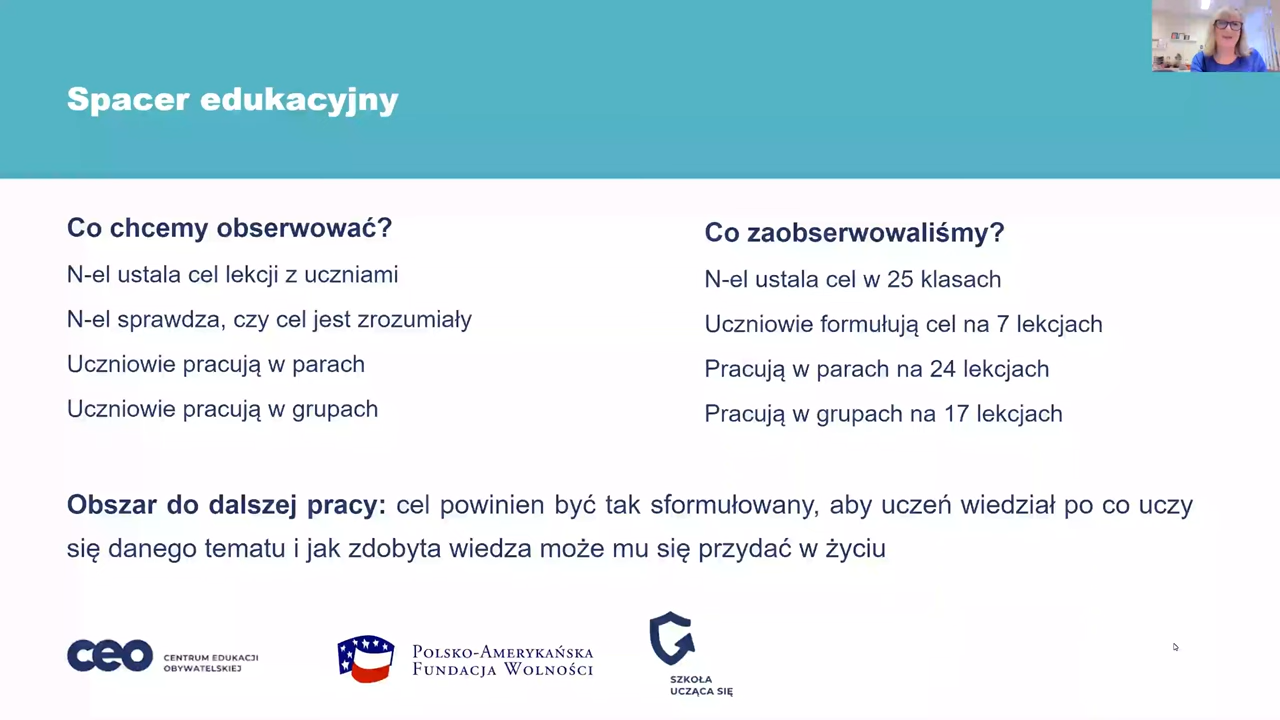 Spacer edukacyjny
Co chcemy obserwować?
N-el ustala cel lekcji z uczniami
N-el sprawdza, czy cel jest zrozumiały
Uczniowie pracują w parach
Uczniowie pracują w grupach
Co zaobserwowaliśmy?
N-el ustala cel w 25 klasach
Uczniowie formułują cel na 7 lekcjach
Pracują w parach na 24 lekcjach
Pracują w grupach na 17 lekcjach
Obszar do dalszej pracy: cel powinien być tak sformułowany, aby uczeń wiedział po co uczy
się danego tematu i jak zdobyta wiedza może mu się przydać w życiu
ceo
CENTRUM EDUKACJI
OBYWATELSKIEJ
POLSKO-AMERYKAŃSKA
FUNDACJA WOLNOŚCI
SZKOŁA
UCZĄCA SIĘ